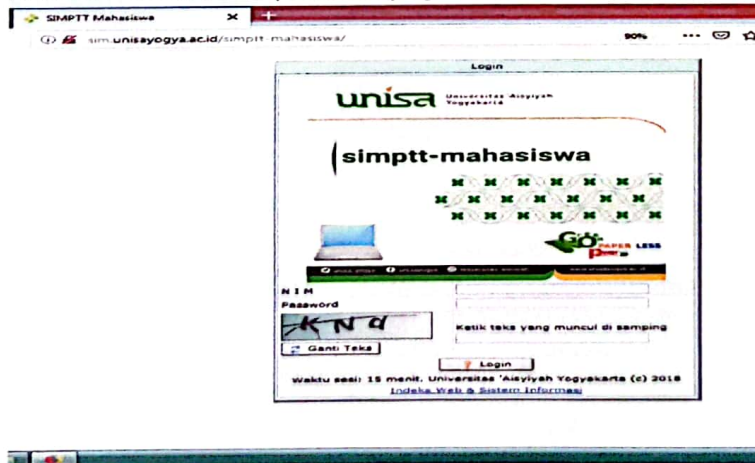 SIMPTT Mahasiswa
sim.unisayogya.ac.id/simptt-mahasiswa/
90%
Login
unisa
Universitas 'Aisyiyah
Yogyakarta
simptt-mahasiswa
GO
PAPER LESS
N I M
Password
Ketik teks yang muncul di samping
Ganti Teks
Login
Waktu sesi: 15 menit, Universitas 'Aisyiyah Yogyakarta (c) 2018
Indeks Web & Sistem Informasi